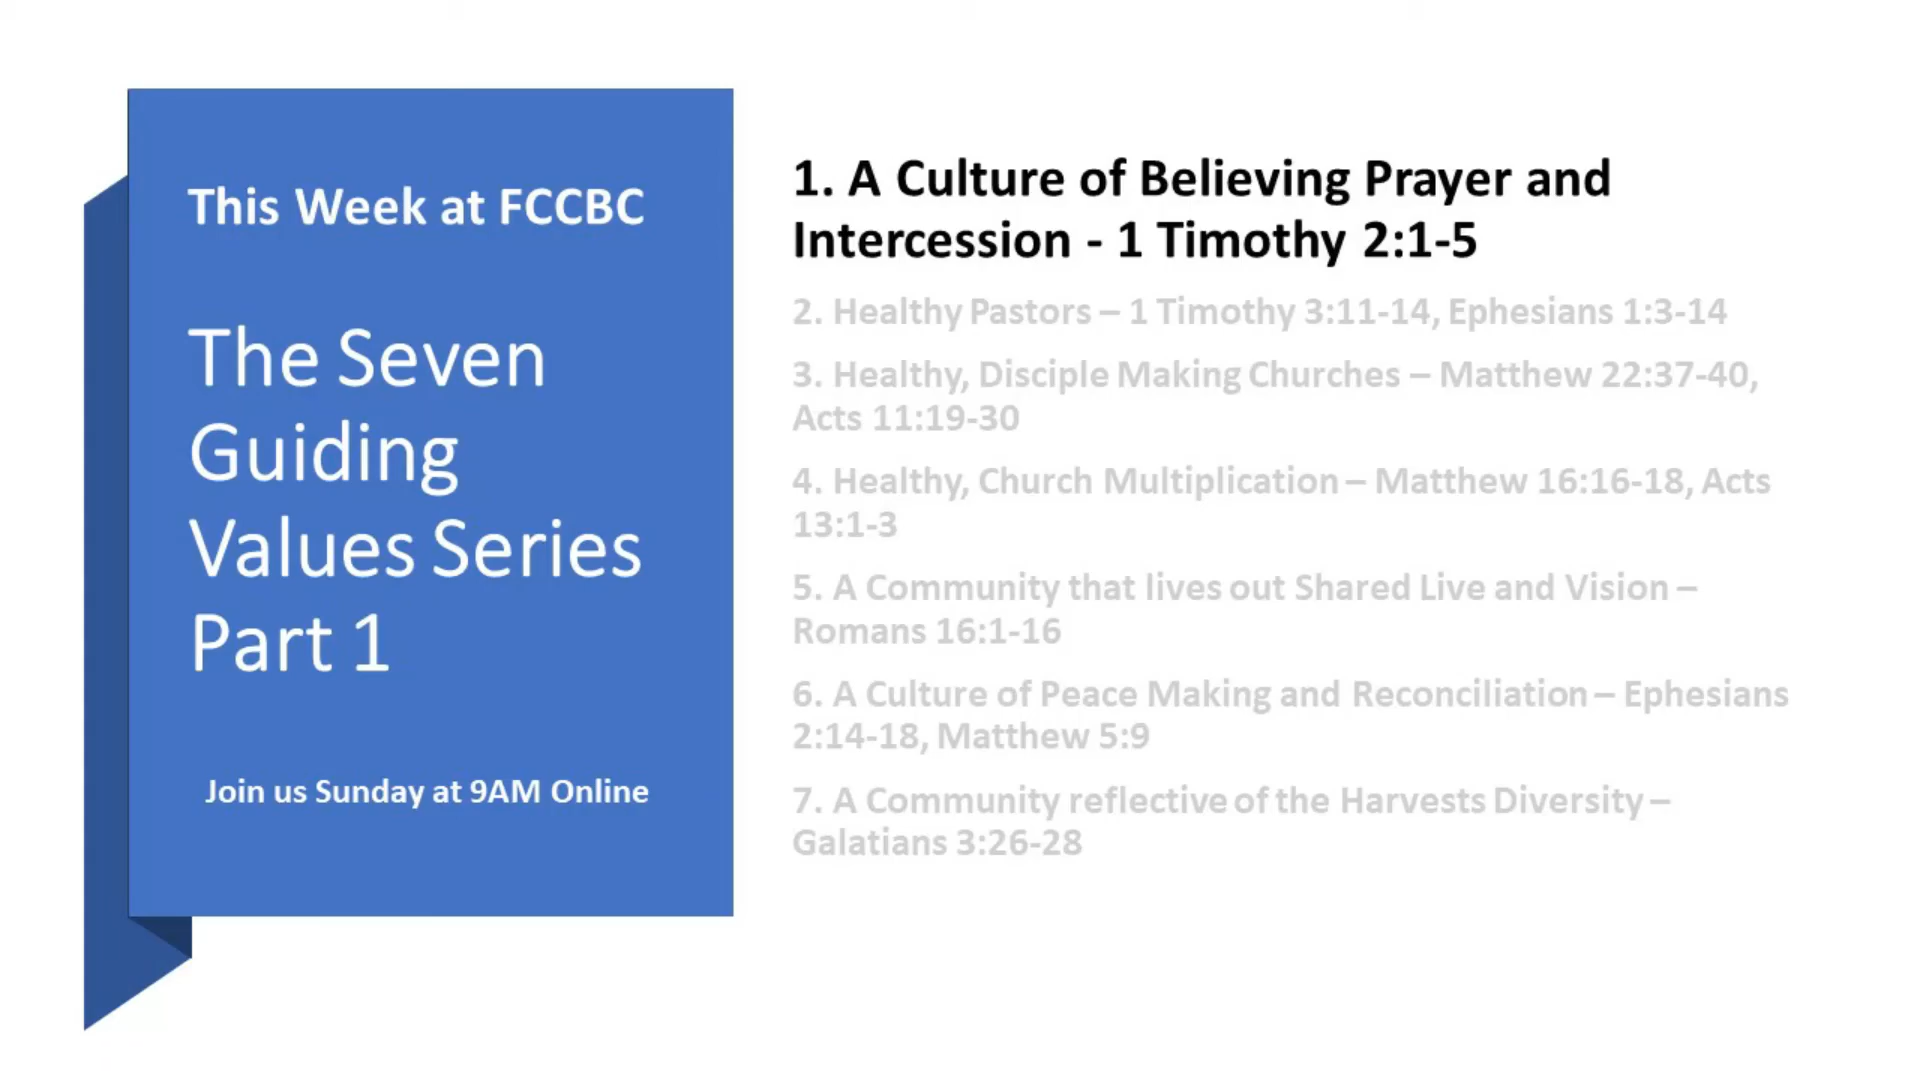 This Week at FCCBC
The Seven
Guiding
Values Series
Part 1
Join us Sunday at 9AM Online
1. A Culture of Believing Prayer and
Intercession - 1 Timothy 2:1-5
2. Healthy Pastors – 1 Timothy 3:11-14, Ephesians 1:3-14
3. Healthy, Disciple Making Churches – Matthew 22:37-40,
Acts 11:19-30
4. Healthy, Church Multiplication – Matthew 16:16-18, Acts
13:1-3
5. A Community that lives out Shared Live and Vision –
Romans 16:1-16
6. A Culture of Peace Making and Reconciliation – Ephesians
2:14-18, Matthew 5:9
7. A Community reflective of the Harvests Diversity –
Galatians 3:26-28